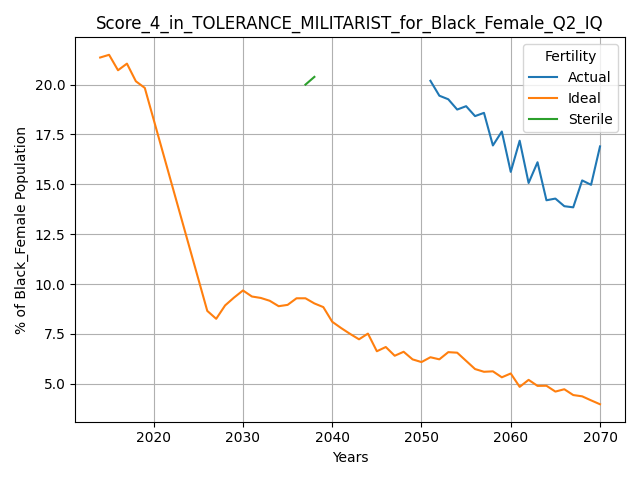 Score_4_in_TOLERANCE_MILITARIST_for_Black_Female_Q2_IQ
Fertility
Actual
Ideal
Sterile
% of Black_Female Population
20.0
17.5
15.0
12.5
10.0
7.5
5.0
2020
2030
2040
2050
2060
2070
Years